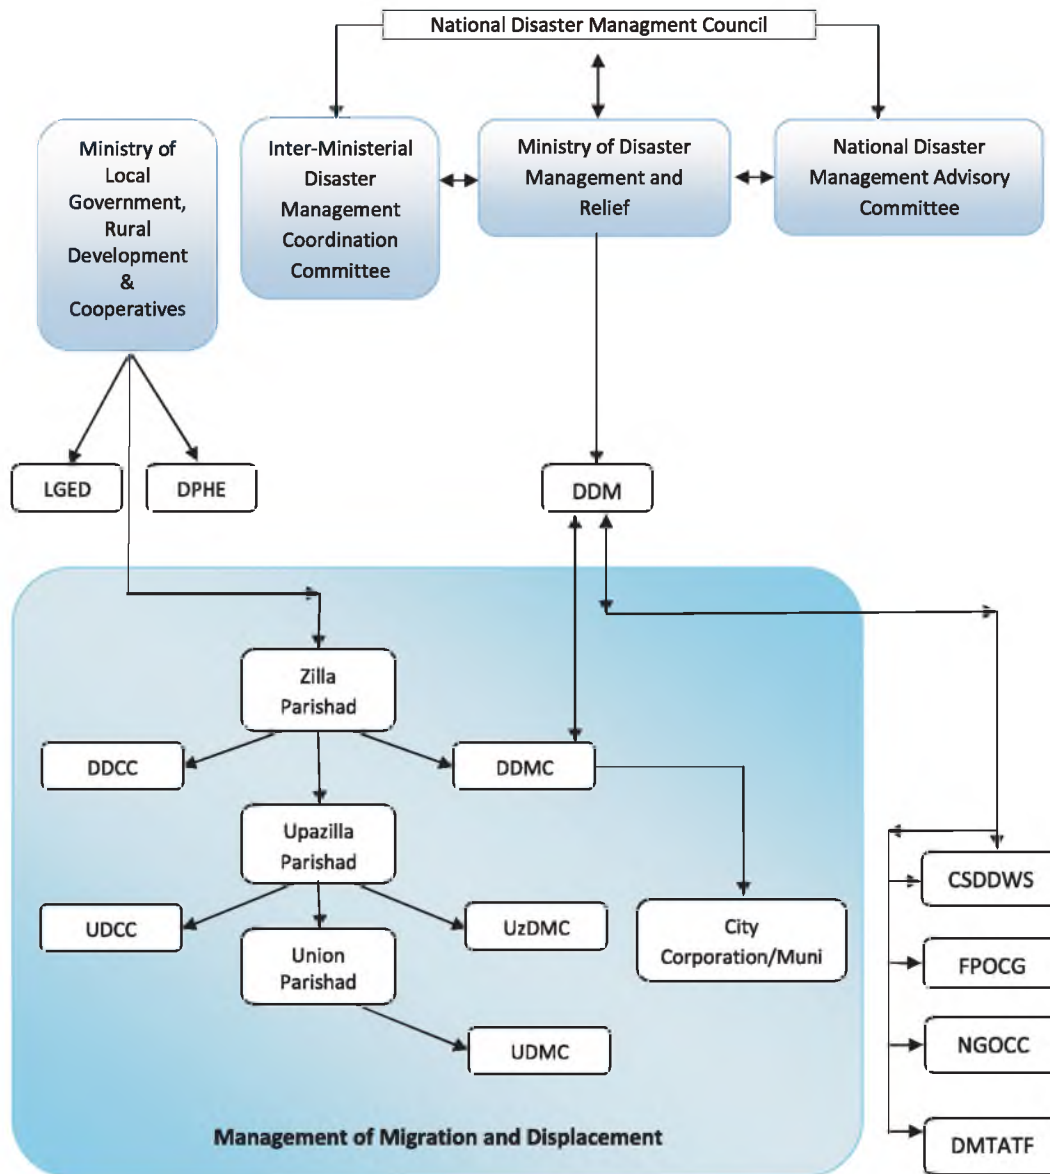 National Disaster Managment Council
Ministry of
Local
Government,
Rural
Development
&
Cooperatives
Inter-Ministerial
Disaster
Management
Coordination
Committee
Ministry of Disaster
Management and
Relief
National Disaster
Management Advisory
Committee
LGED
DPHE
DDM
Zilla
Parishad
DDCC
DDMC
Upazilla
Parishad
UDCC
UzDMC
Union
Parishad
City
Corporation/Muni
UDMC
CSDDWS
FPOCG
NGOCC
DMTATF
Management of Migration and Displacement